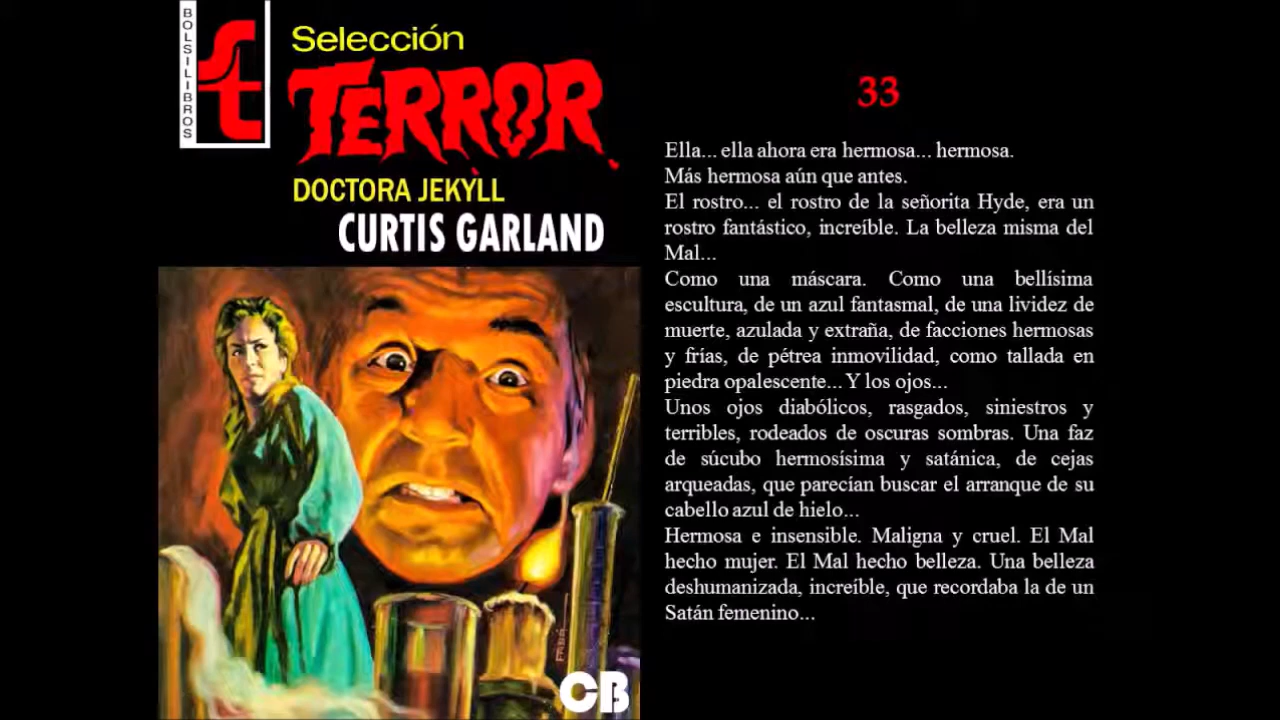 BOLSILIBROS
st
Selección
TERROR
DOCTORA JEKYLL
CURTIS GARLAND
FABÁ
CB
33
Ella... ella ahora era hermosa... hermosa.
Más hermosa aún que antes.
El rostro... el rostro de la señorita Hyde, era un
rostro fantástico, increíble. La belleza misma del
Mal...
Como una máscara. Como una bellísima
escultura, de un azul fantasmal, de una lividez de
muerte, azulada y extraña, de facciones hermosas
y frías, de pétrea inmovilidad, como tallada en
piedra opalescente... Y los ojos...
Unos ojos diabólicos, rasgados, siniestros y
terribles, rodeados de oscuras sombras. Una faz
de súcubo hermosísima y satánica, de cejas
arqueadas, que parecían buscar el arranque de su
cabello azul de hielo...
Hermosa e insensible. Maligna y cruel. El Mal
hecho mujer. El Mal hecho belleza. Una belleza
deshumanizada, increíble, que recordaba la de un
Satán femenino...